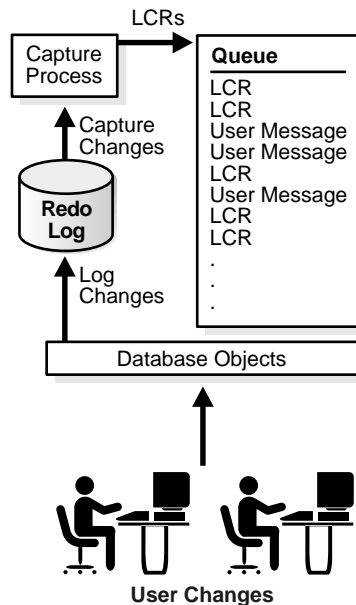 LCRs
Capture
Process
Queue
LCR
LCR
User Message
User Message
LCR
User Message
LCR
LCR
.
.
.
Capture
Changes
Redo
Log
Log
Changes
Database Objects
User Changes